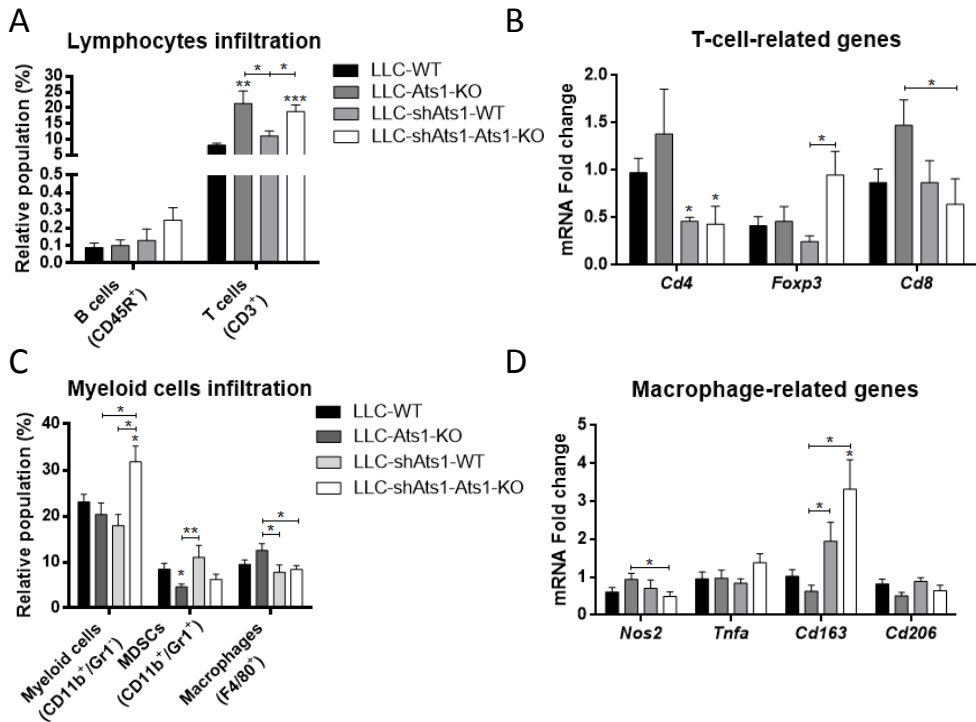 A
Lymphocytes infiltration
Relative population (%)
30
25
20
15
10
5
0.5
0.4
0.3
0.2
0.1
0.0
**
*
*
***
B cells
(CD45R⁺)
T cells
(CD3⁺)
LLC-WT
LLC-Ats1-KO
LLC-shAts1-WT
LLC-shAts1-Ats1-KO
B
T-cell-related genes
mRNA Fold change
2.0
1.5
1.0
0.5
0.0
*
*
*
*
Cd4
Foxp3
Cd8
C
Myeloid cells infiltration
Relative population (%)
40
30
20
10
0
*
*
*
*
**
*
*
Myeloid cells
(CD11b⁺/Gr1⁻)
MDSCs
(CD11b⁺/Gr1⁺)
Macrophages
(F4/80⁺)
LLC-WT
LLC-Ats1-KO
LLC-shAts1-WT
LLC-shAts1-Ats1-KO
D
Macrophage-related genes
mRNA Fold change
5
4
3
2
1
0
*
*
*
*
Nos2
Tnfa
Cd163
Cd206